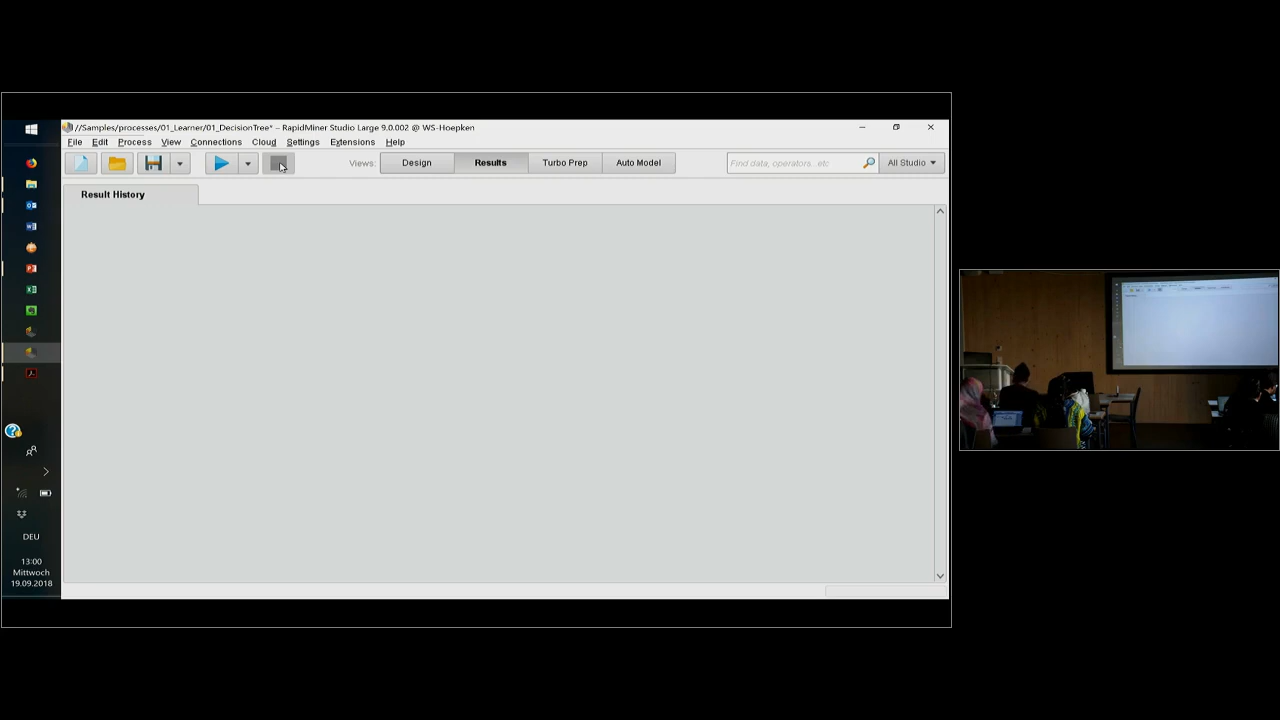 //Samples/processes/01_Learner/01_DecisionTree* – RapidMiner Studio Large 9.0.002 @ WS-Hoepken
File Edit Process View Connections Cloud Settings Extensions Help
Views: Design Results Turbo Prep Auto Model Find data, operators...etc All Studio
Result History
DEU
13:00
Mittwoch
19.09.2018